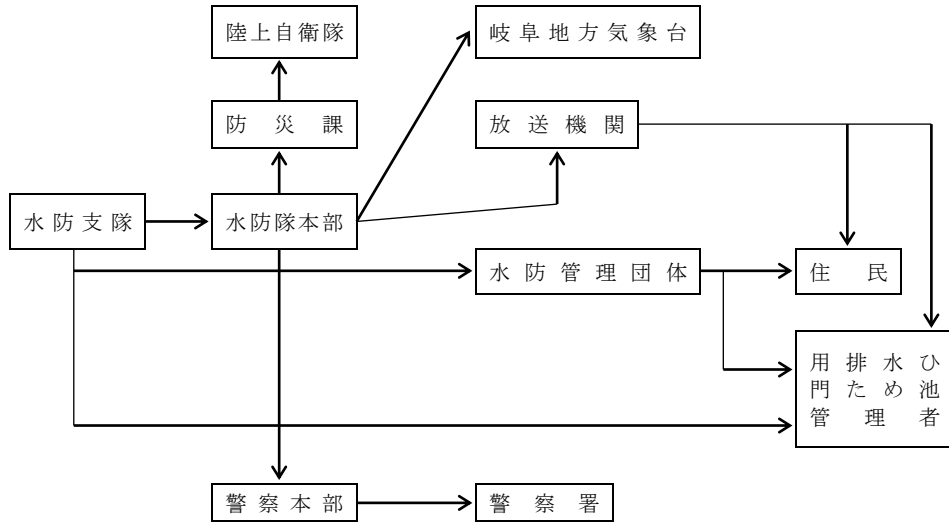 陸上自衛隊
岐阜地方気象台
防災課
放送機関
水防支隊
水防隊本部
水防管理団体
住民
用排水ひ
門ため池
管理者
警察本部
警察署